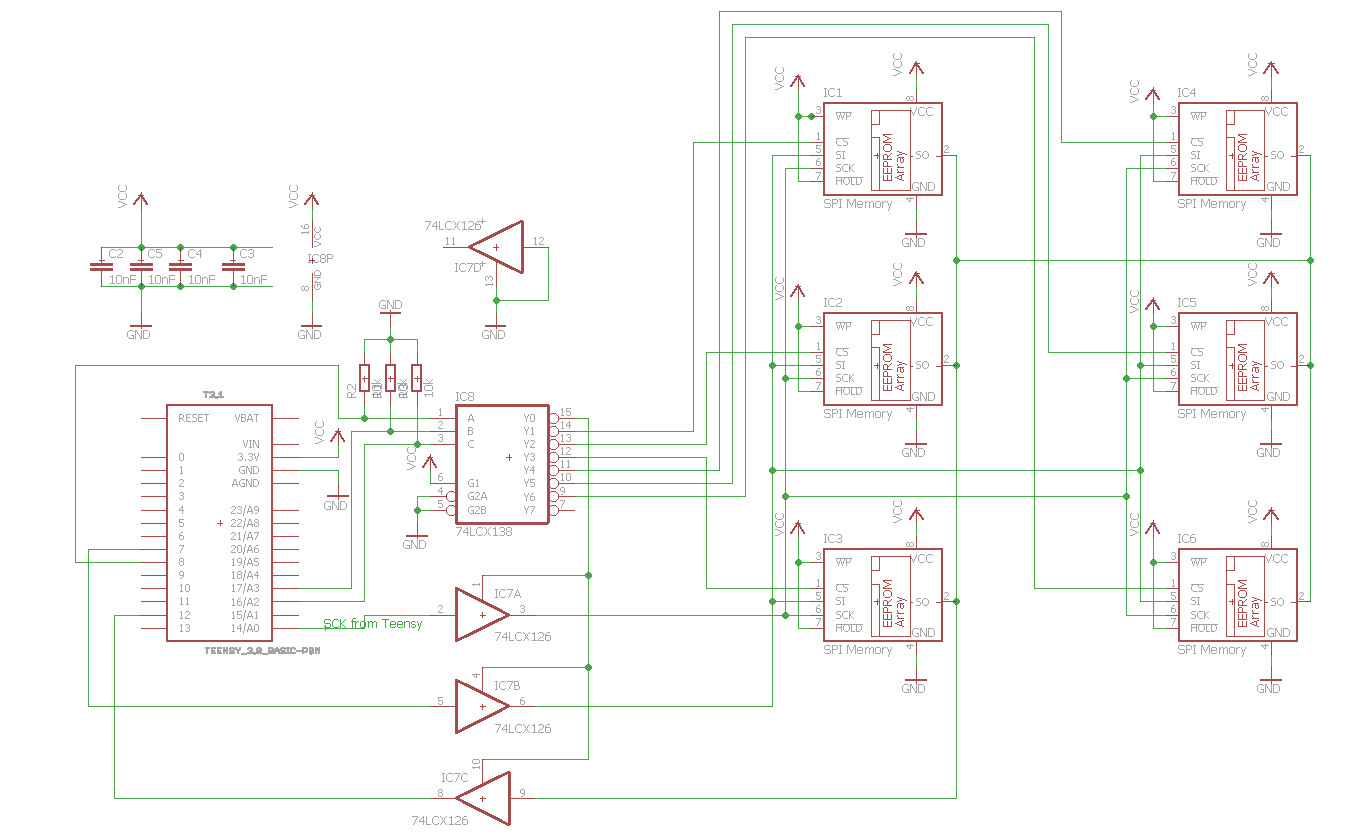 VCC
C2
C5
C4
C3
10nF
10nF
10nF
10nF
GND
VCC
16
VCC
IC8P
GND
8
GND
74LCX126
11
12
IC7D
13
GND
GND
R2
10k
T3_1
RESET
VBAT
VIN
0
3.3V
1
GND
2
AGND
3
4
23/A9
5
22/A8
6
21/A7
7
20/A6
8
19/A5
9
18/A4
10
17/A3
11
16/A2
12
15/A1
13
14/A0
TEENSY_3.0_BASIC-PBM
VCC
GND
SCK from Teensy
IC8
1
A
Y0
15
2
B
Y1
14
3
C
Y2
13
Y3
12
Y4
11
VCC
6
G1
Y5
10
4
G2A
Y6
9
5
G2B
Y7
7
74LCX138
GND
1
IC7A
2
3
74LCX126
4
IC7B
5
6
74LCX126
10
IC7C
8
9
74LCX126
VCC
VCC
IC1
8
3
WP
VCC
1
CS
5
SI
6
SCK
7
HOLD
EEPROM
Array
SO
2
GND
SPI Memory
4
GND
VCC
VCC
IC4
8
3
WP
VCC
1
CS
5
SI
6
SCK
7
HOLD
EEPROM
Array
SO
2
GND
SPI Memory
4
GND
VCC
VCC
IC2
8
3
WP
VCC
1
CS
5
SI
6
SCK
7
HOLD
EEPROM
Array
SO
2
GND
SPI Memory
4
GND
VCC
VCC
IC5
8
3
WP
VCC
1
CS
5
SI
6
SCK
7
HOLD
EEPROM
Array
SO
2
GND
SPI Memory
4
GND
VCC
VCC
IC3
8
3
WP
VCC
1
CS
5
SI
6
SCK
7
HOLD
EEPROM
Array
SO
2
GND
SPI Memory
4
GND
VCC
VCC
IC6
8
3
WP
VCC
1
CS
5
SI
6
SCK
7
HOLD
EEPROM
Array
SO
2
GND
SPI Memory
4
GND